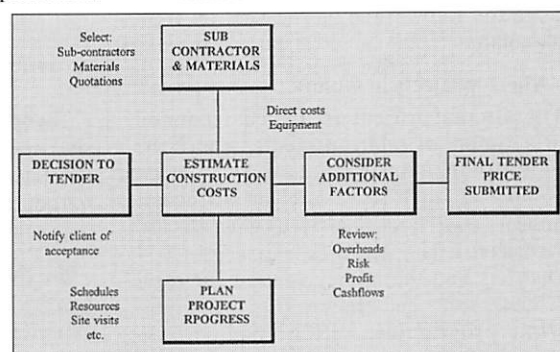 Select:
Sub-contractors
Materials
Quotations
SUB
CONTRACTOR
& MATERIALS
Direct costs
Equipment
DECISION TO
TENDER
ESTIMATE
CONSTRUCTION
COSTS
CONSIDER
ADDITIONAL
FACTORS
FINAL TENDER
PRICE
SUBMITTED
Notify client of
acceptance
Review:
Overheads
Risk
Profit
Cashflows
Schedules
Resources
Site visits
etc.
PLAN
PROJECT
RPOGRESS